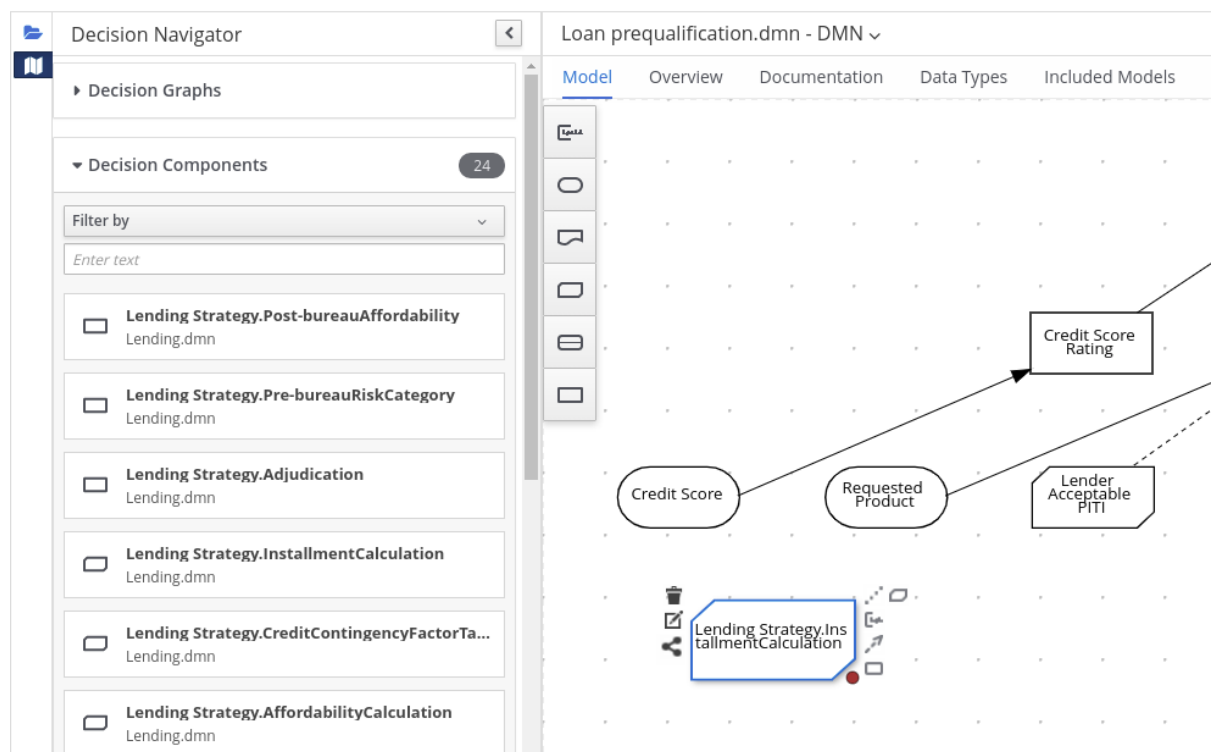 Decision Navigator
Loan prequalification.dmn - DMN
Model
Overview
Documentation
Data Types
Included Models
Decision Graphs
Decision Components
24
Filter by
Enter text
Lending Strategy.Post-bureauAffordability
Lending.dmn
Lending Strategy.Pre-bureauRiskCategory
Lending.dmn
Lending Strategy.Adjudication
Lending.dmn
Lending Strategy.InstallmentCalculation
Lending.dmn
Lending Strategy.CreditContingencyFactorTa...
Lending.dmn
Lending Strategy.AffordabilityCalculation
Lending.dmn
Credit Score
Rating
Credit Score
Requested
Product
Lender
Acceptable
PITI
Lending Strategy.Ins
tallmentCalculation